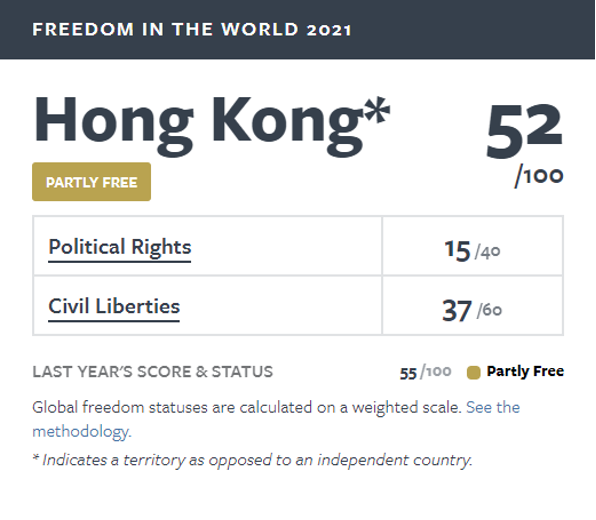 FREEDOM IN THE WORLD 2021
Hong Kong* 52
/100
PARTLY FREE
Political Rights 15 /40
Civil Liberties 37 /60
LAST YEAR'S SCORE & STATUS 55 /100 Partly Free
Global freedom statuses are calculated on a weighted scale. See the
methodology.
* Indicates a territory as opposed to an independent country.